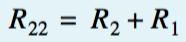 R₂₂ = R₂ + R₁